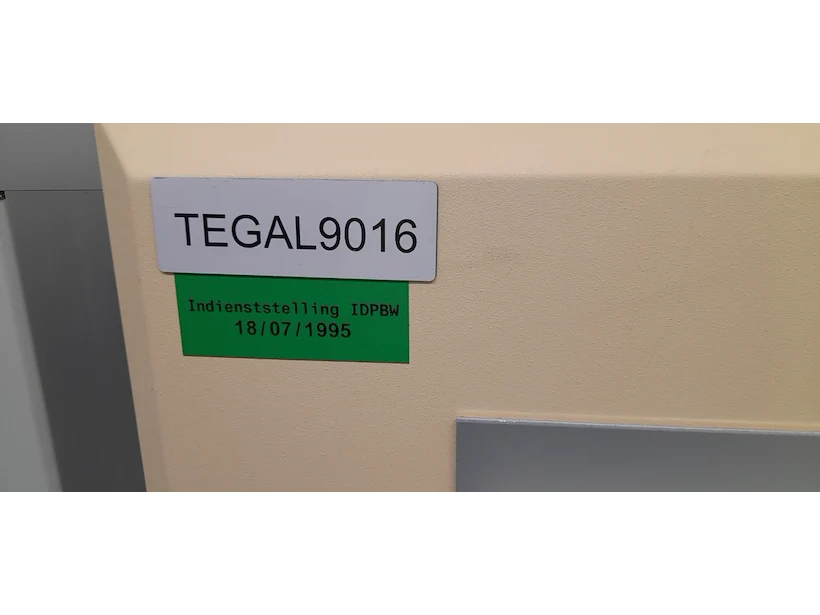 TEGAL9016
Indienststelling IDPBW
18/07/1995